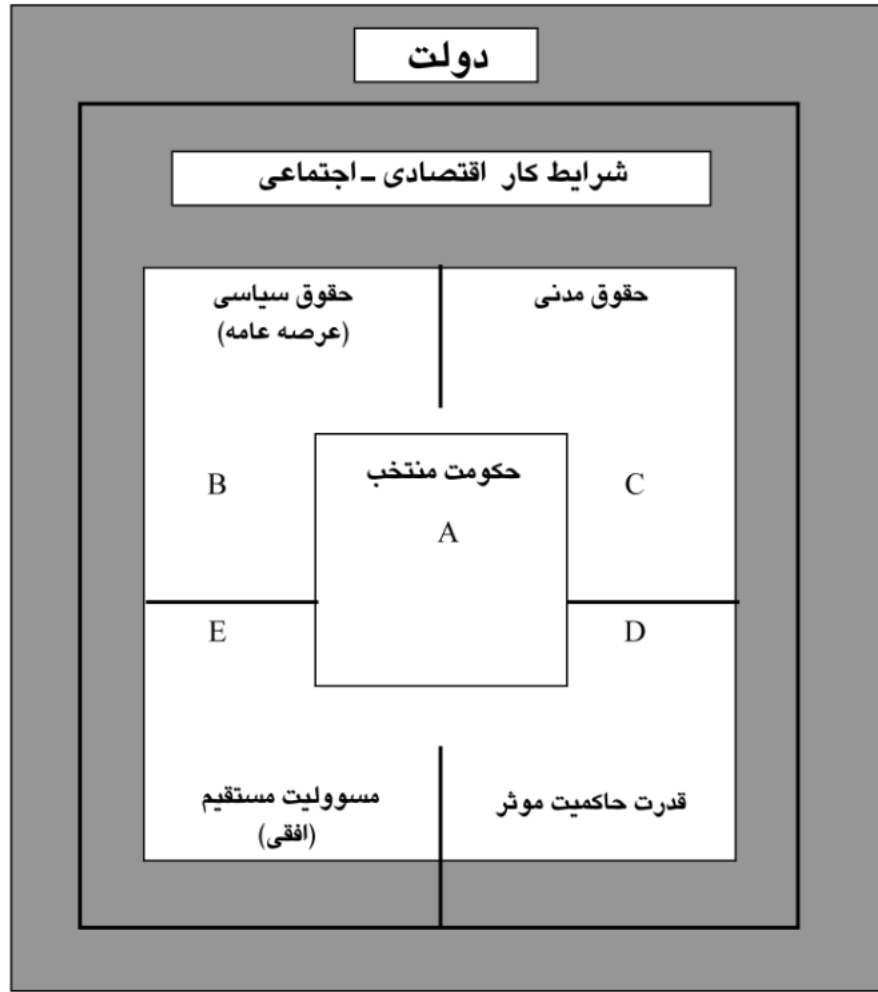 دولت
شرایط کار اقتصادی - اجتماعی
حقوق مدنی
حقوق سیاسی
(عرصه عامه)
حکومت منتخب
C
A
B
D
E
قدرت حاکمیت موثر
مسوولیت مستقیم
(افقی)